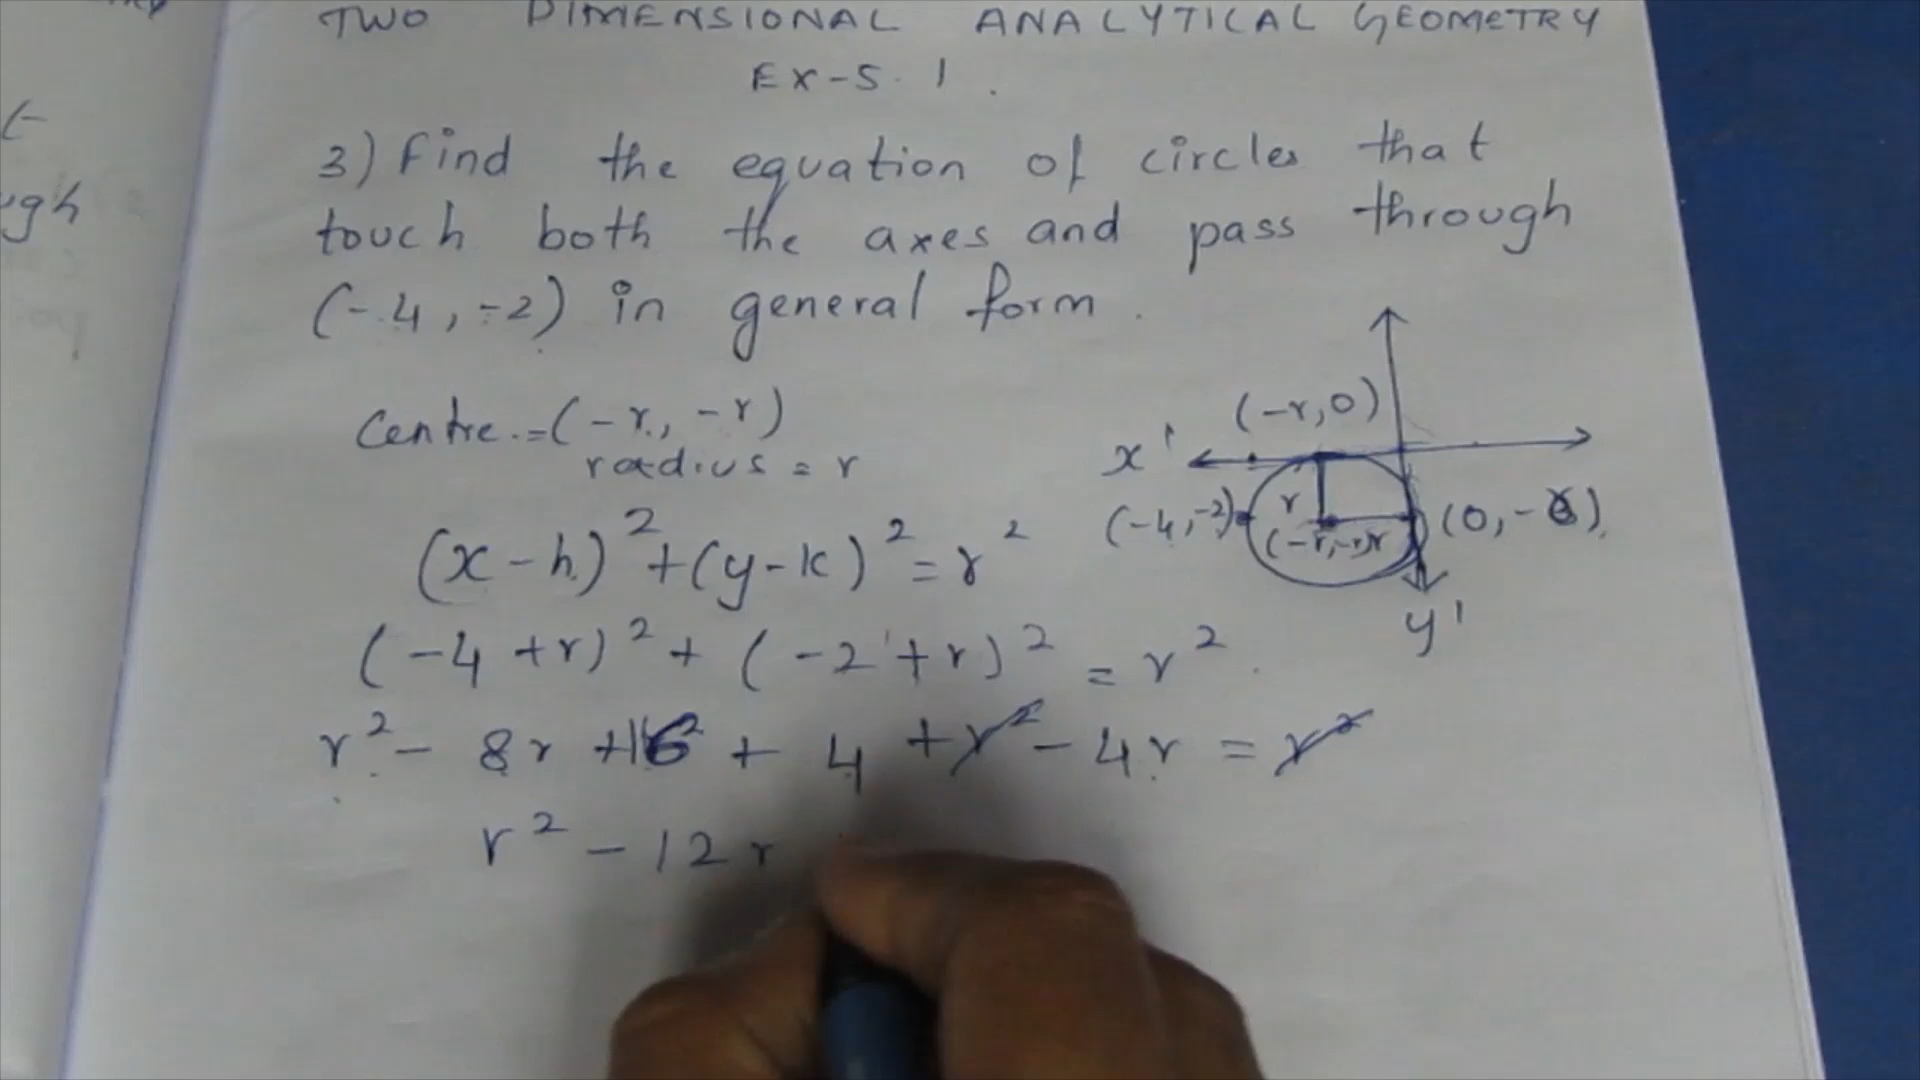 TWO DIMENSIONAL ANALYTICAL GEOMETRY
EX-5.1.
3) Find the equation of circles that
touch both the axes and pass through
(-4, -2) in general form.
Centre = (-r, -r)
radius = r
(x-h)²+(y-k)²=r²
(-4+r)² + (-2+r)² = r².
r² - 8r +16 + 4 + r² - 4r = r²
r² - 12r
(-r,0)
x'
(-4,-2)
r
(-r,-r)r
(0,-
y'
ugh